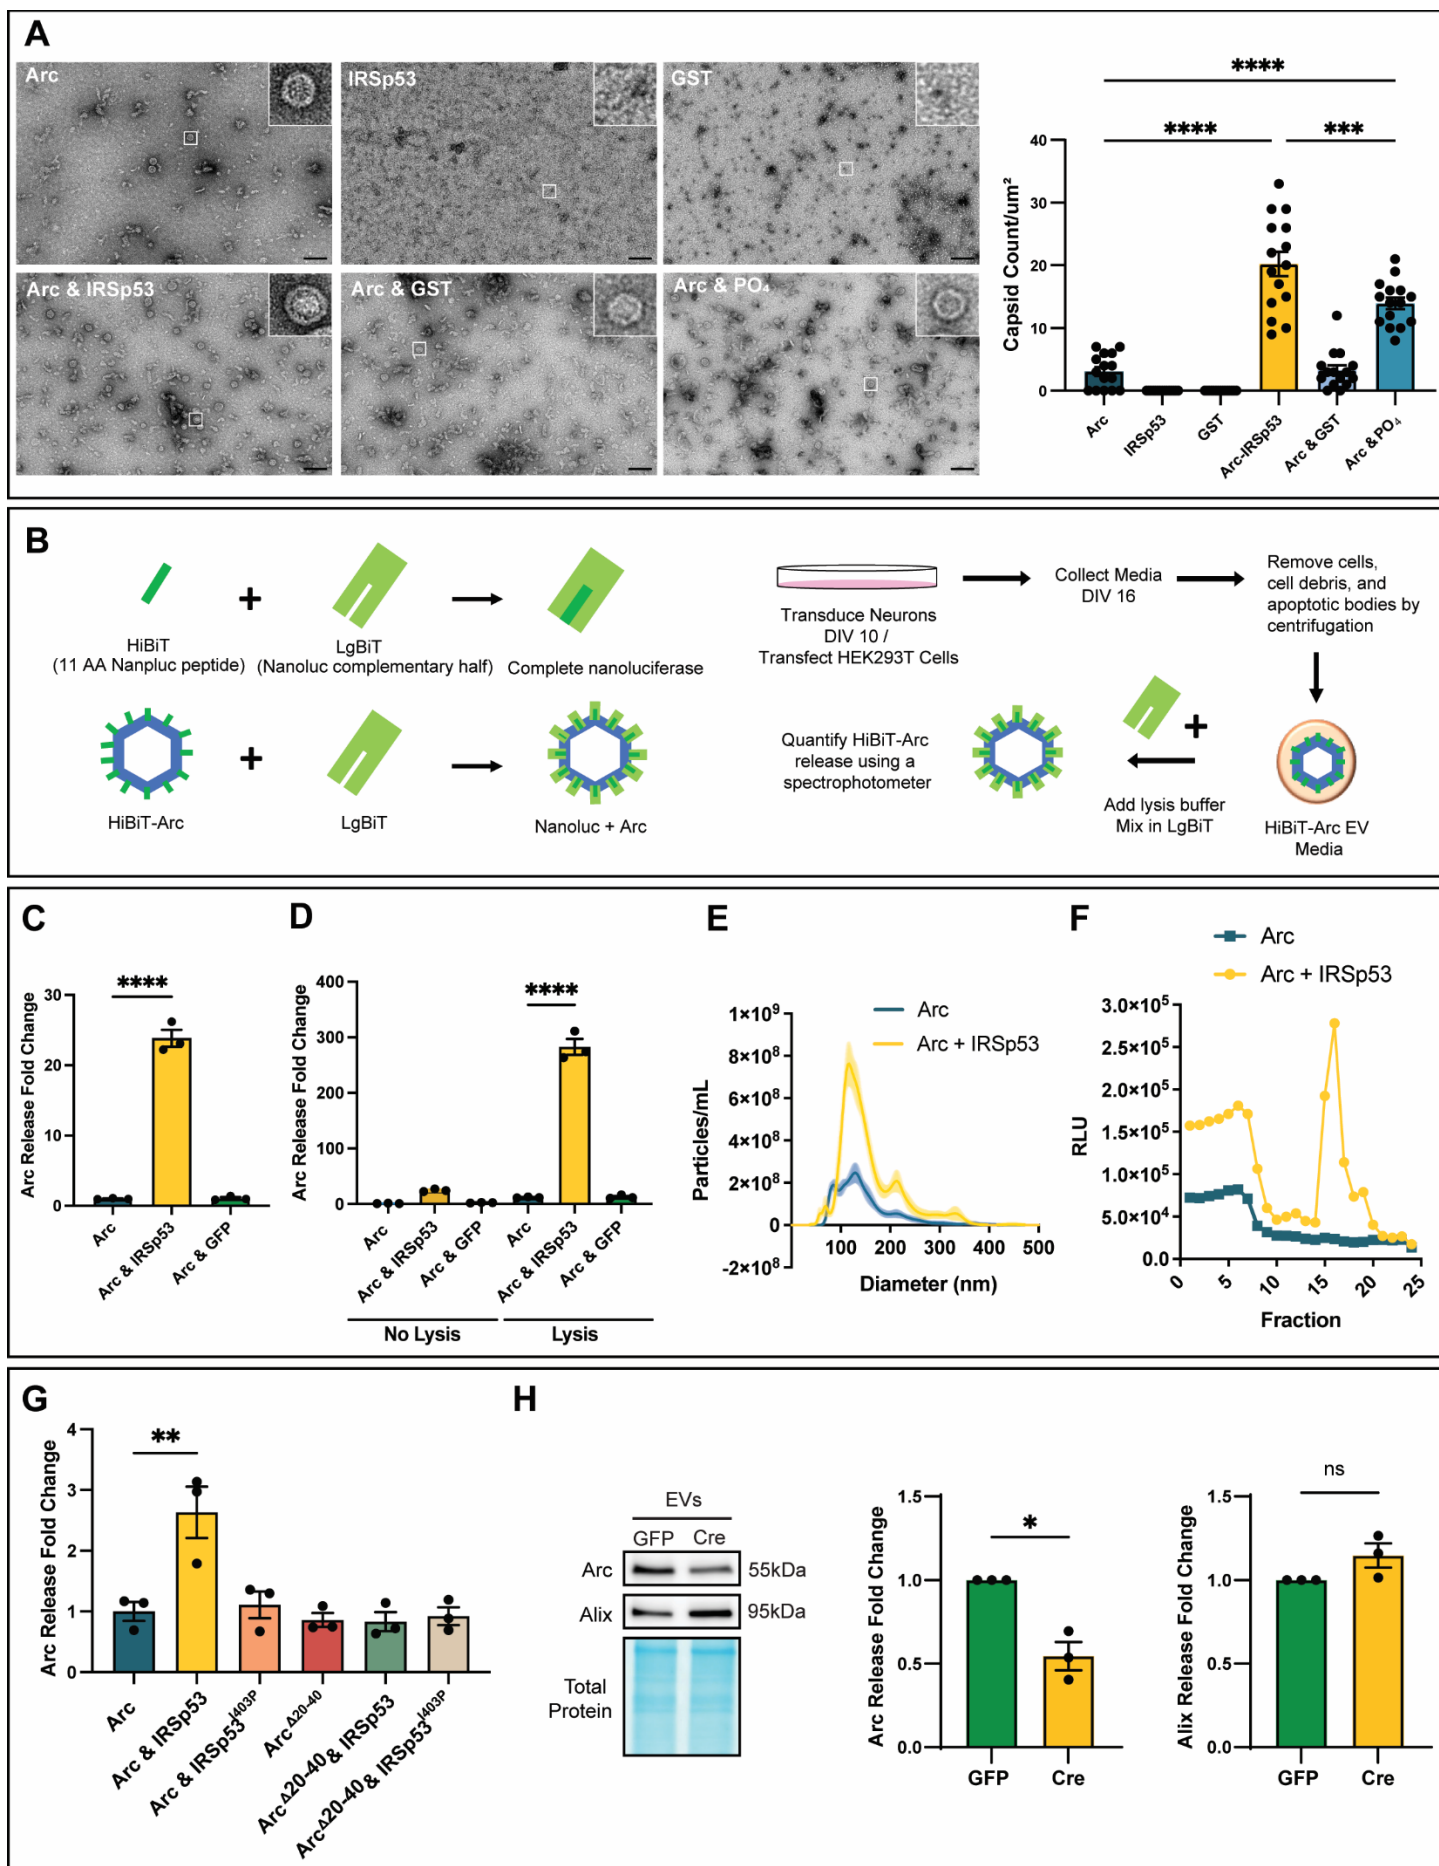 A
Arc
IRSp53
GST
Arc & IRSp53
Arc & GST
Arc & PO₄
****
****
***
Capsid Count/um²
40
30
20
10
0
Arc
IRSp53
GST
Arc-IRSp53
Arc & GST
Arc & PO₄
B
HiBiT
(11 AA Nanpluc peptide)
+
LgBiT
(Nanoluc complementary half)
Complete nanoluciferase
HiBiT-Arc
+
LgBiT
Nanoluc + Arc
Transduce Neurons
DIV 10 /
Transfect HEK293T Cells
Collect Media
DIV 16
Remove cells,
cell debris, and
apoptotic bodies by
centrifugation
Quantify HiBiT-Arc
release using a
spectrophotometer
+
Add lysis buffer
Mix in LgBiT
HiBiT-Arc EV
Media
C
Arc Release Fold Change
30
20
10
0
****
Arc
Arc & IRSp53
Arc & GFP
D
Arc Release Fold Change
400
300
200
100
0
****
Arc
Arc & IRSp53
Arc & GFP
Arc
Arc & IRSp53
Arc & GFP
No Lysis
Lysis
E
Arc
Arc + IRSp53
Particles/mL
1×10⁹
8×10⁸
6×10⁸
4×10⁸
2×10⁸
0
-2×10⁸
100
200
300
400
500
Diameter (nm)
F
Arc
Arc + IRSp53
RLU
3.0×10⁵
2.5×10⁵
2.0×10⁵
1.5×10⁵
1.0×10⁵
5.0×10⁴
0.0
0
5
10
15
20
25
Fraction
G
Arc Release Fold Change
4
3
2
1
0
**
Arc
Arc & IRSp53
Arc & IRSp53ᴵ⁴⁰³ᴾ
Arc^Δ20-40
Arc^Δ20-40 & IRSp53
Arc^Δ20-40 & IRSp53ᴵ⁴⁰³ᴾ
H
EVs
GFP
Cre
Arc
55kDa
Alix
95kDa
Total
Protein
Arc Release Fold Change
1.5
1.0
0.5
0.0
*
GFP
Cre
Alix Release Fold Change
1.5
1.0
0.5
0.0
ns
GFP
Cre